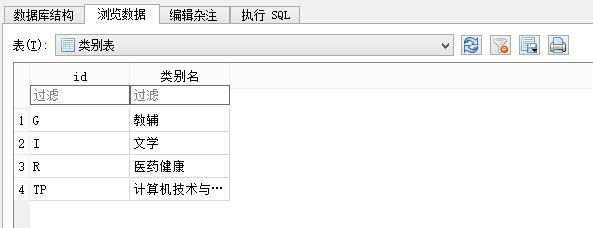 数据库结构 浏览数据 编辑杂注 执行 SQL
表(T): 类别表
id 类别名
过滤 过滤
1 G 教辅
2 I 文学
3 R 医药健康
4 TP 计算机技术与…